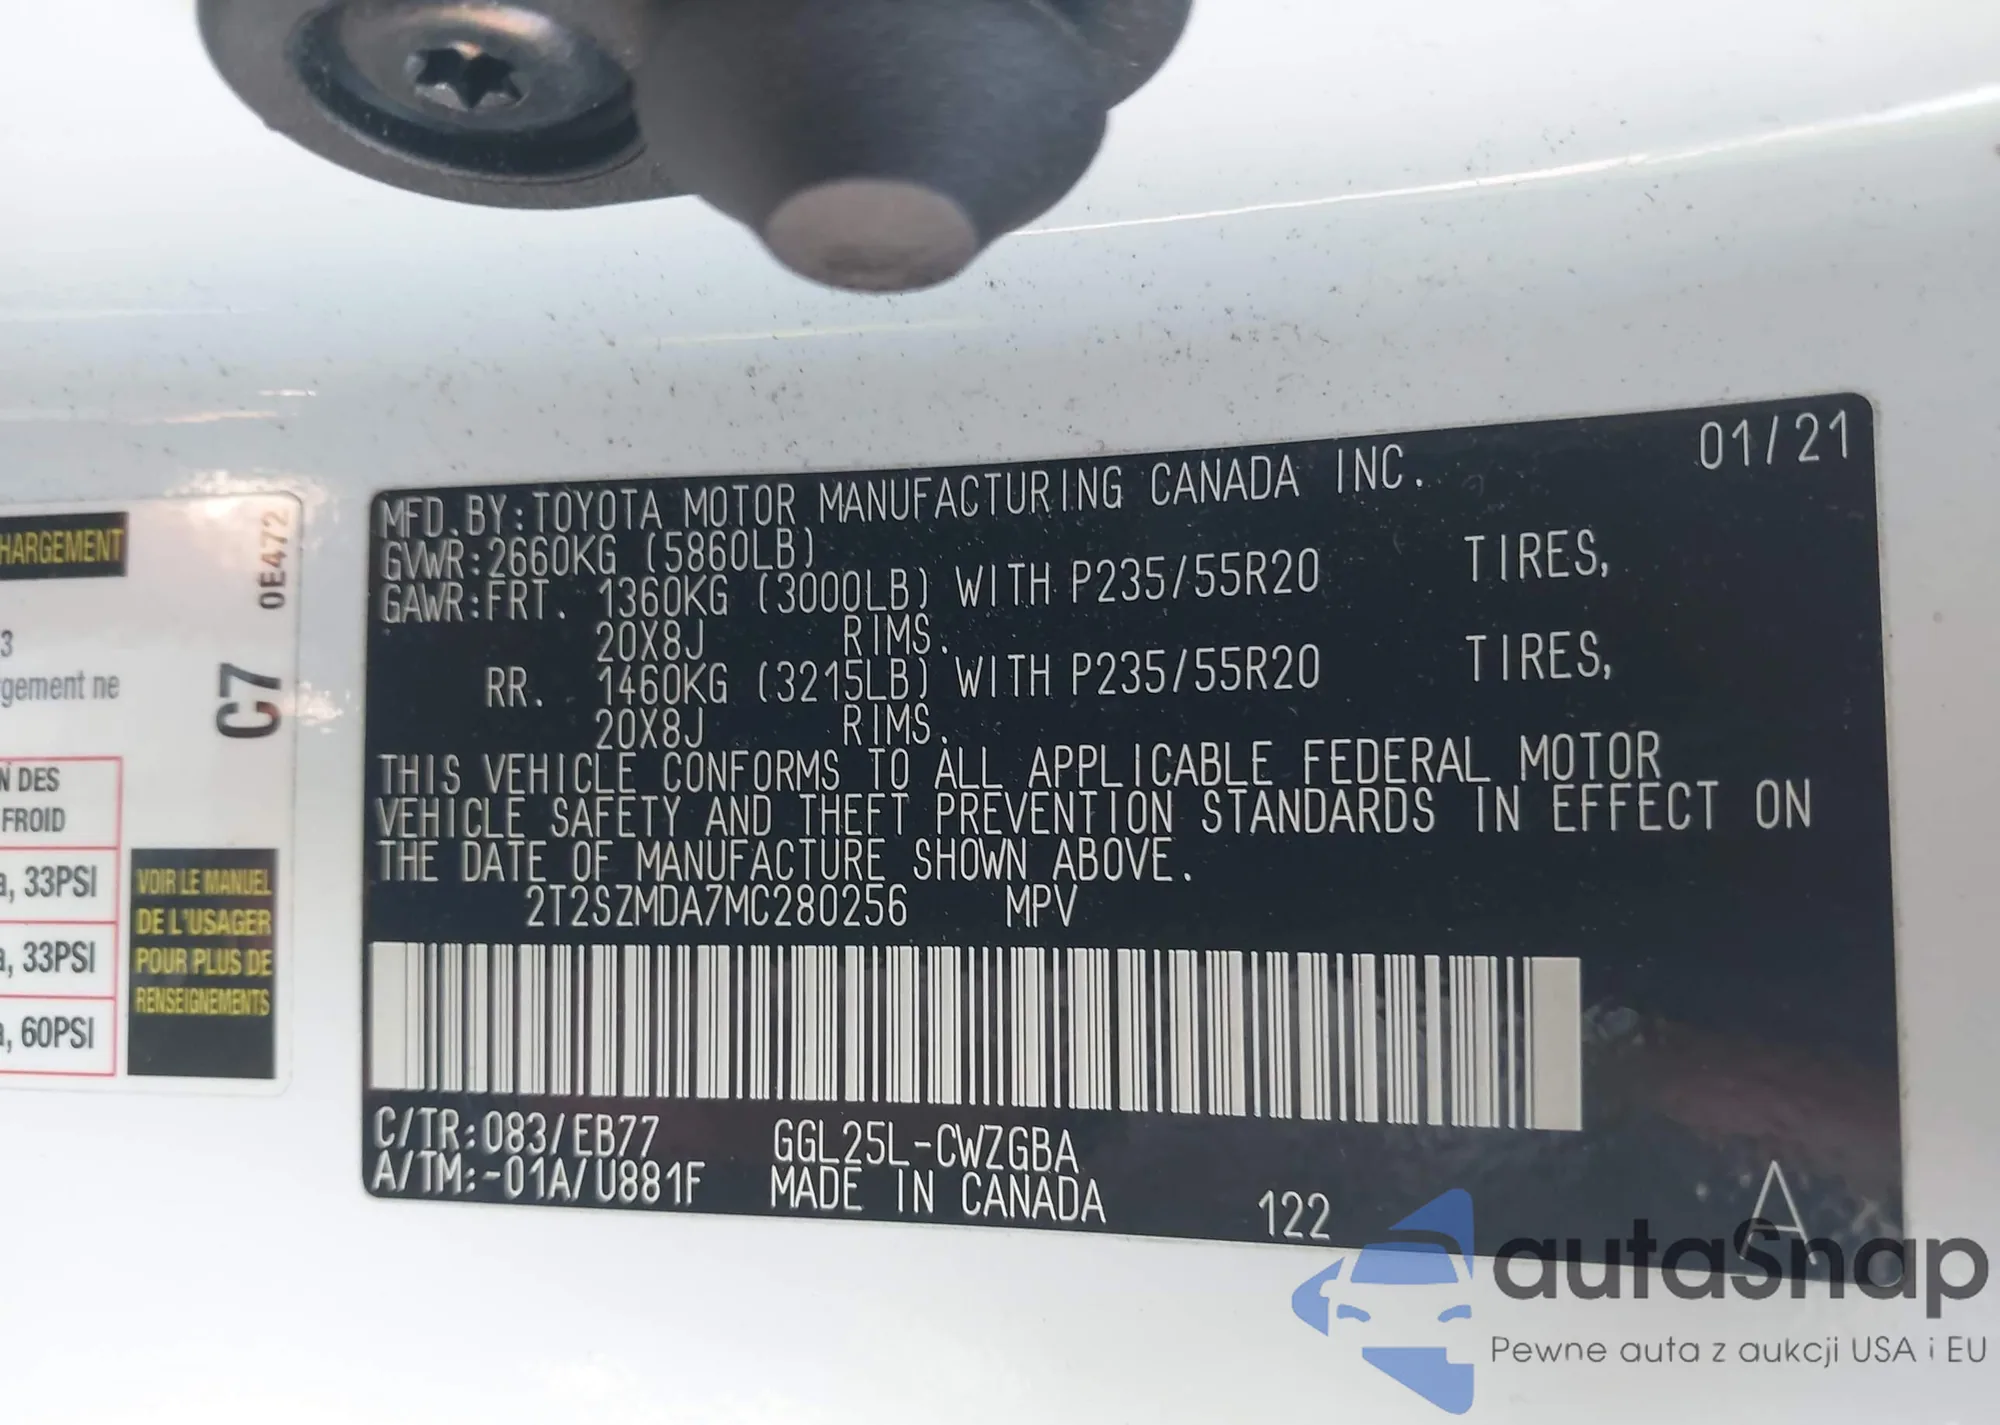 HARGEMENT
0E472
3
gement ne
C7
N DES
FROID
a, 33PSI
a, 33PSI
a, 60PSI
VOIR LE MANUEL
DE L'USAGER
POUR PLUS DE
RENSEIGNEMENTS
01/21
MFD.BY:TOYOTA MOTOR MANUFACTURING CANADA INC.
GVWR:2660KG (5860LB)
GAWR:FRT. 1360KG (3000LB) WITH P235/55R20 TIRES,
20X8J RIMS.
RR. 1460KG (3215LB) WITH P235/55R20 TIRES,
20X8J RIMS.
THIS VEHICLE CONFORMS TO ALL APPLICABLE FEDERAL MOTOR
VEHICLE SAFETY AND THEFT PREVENTION STANDARDS IN EFFECT ON
THE DATE OF MANUFACTURE SHOWN ABOVE.
2T2SZMDA7MC280256 MPV
C/TR:083/EB77 GGL25L-CWZGBA
A/TM:-01A/U881F MADE IN CANADA 122 A
autaSnap
Pewne auta z aukcji USA i EU